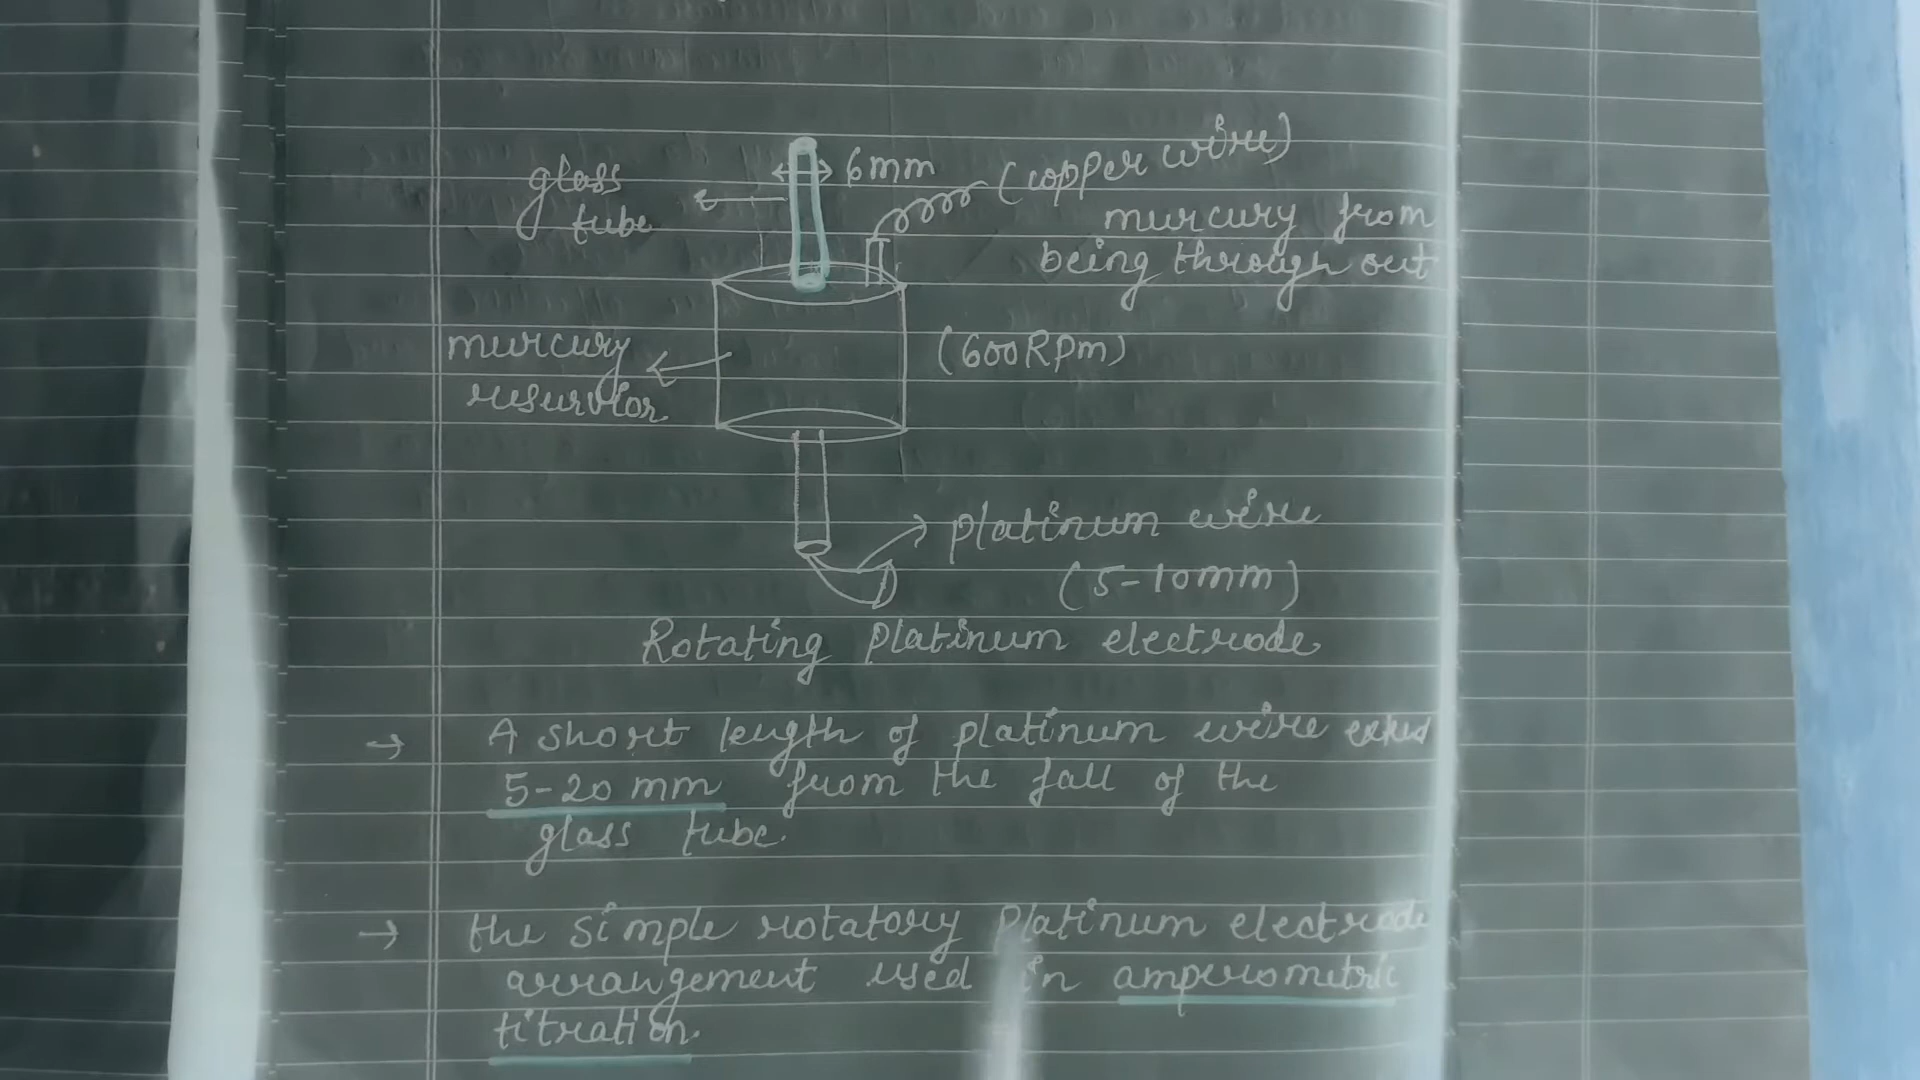 6mm
(copper wire)
glass
tube
mercury from
being through out
mercury
reservior
(600RPm)
platinum wire
(5-10mm)
Rotating platinum electrode
→ A short length of platinum wire
5-20 mm from the fall of the
glass tube.
→ the simple rotatory platinum electrode
arrangement used in amperometric
titration.